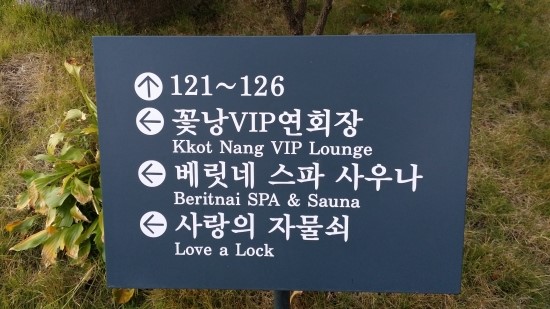 121~126
꽃낭VIP연회장
Kkot Nang VIP Lounge
베릿네 스파 사우나
Beritnai SPA & Sauna
사랑의 자물쇠
Love a Lock